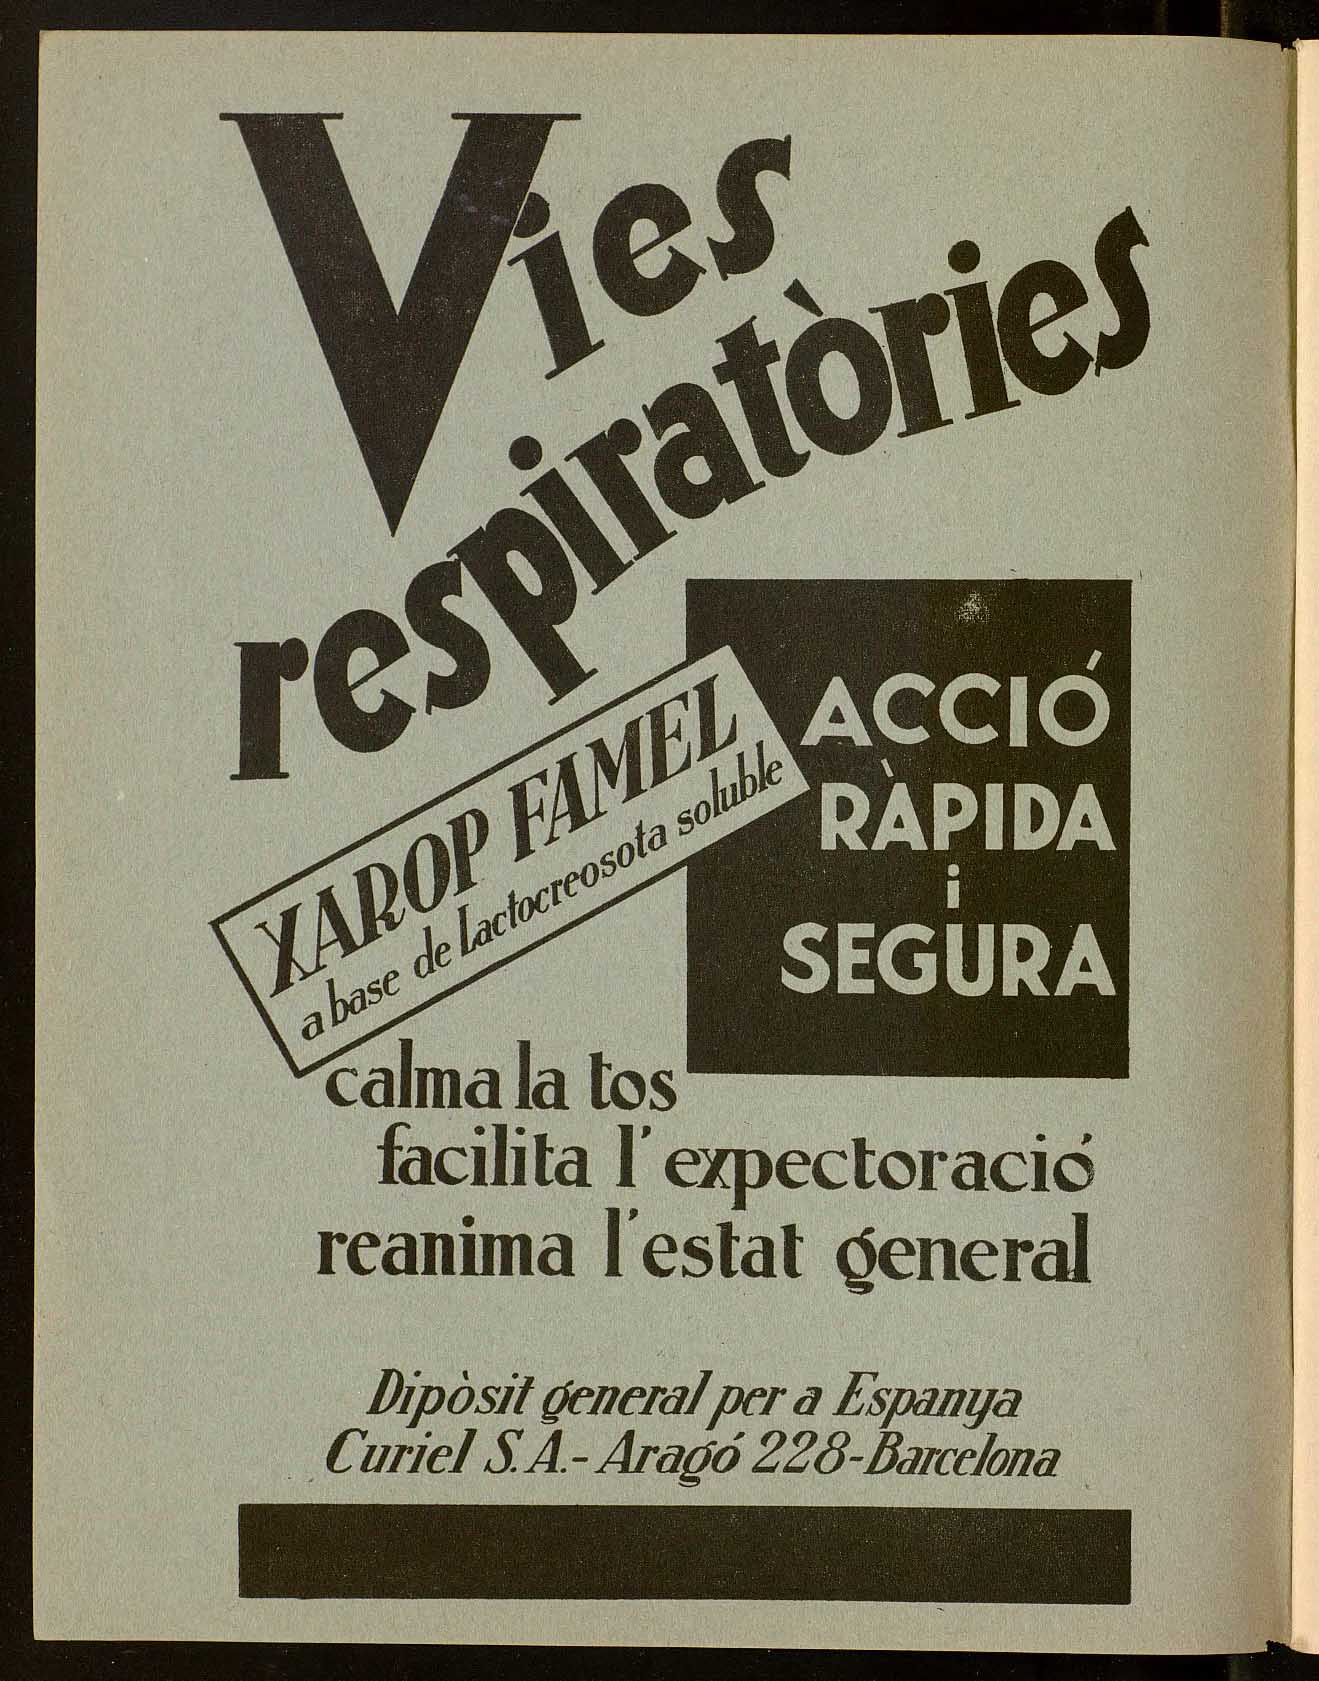 Vies
respiratòries
XAROP FAMEL
a base de Lactocreosota soluble
ACCIÓ
RÀPIDA
i
SEGURA
calma la tos
facilita l'expectoració
reanima l'estat general
Dipòsit general per a Espanya
Curiel S. A. - Aragó 228 - Barcelona